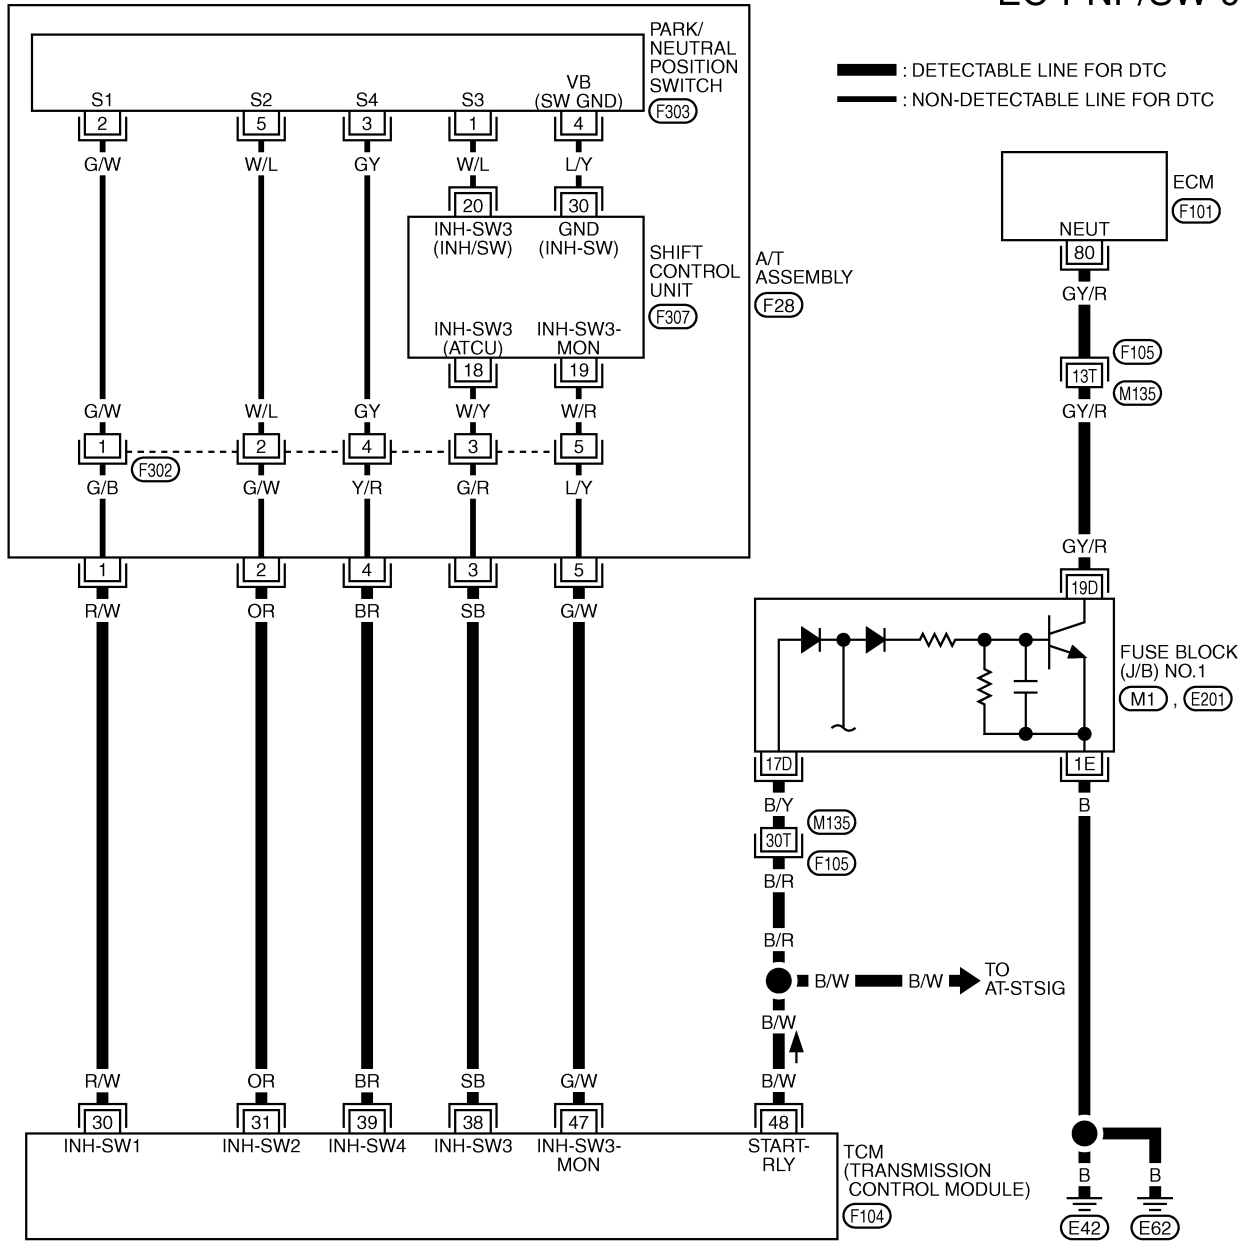 PARK/
NEUTRAL
POSITION
SWITCH
F303
: DETECTABLE LINE FOR DTC
: NON-DETECTABLE LINE FOR DTC
S1
S2
S4
S3
VB
(SW GND)
2
5
3
1
4
G/W
W/L
GY
W/L
L/Y
20
30
INH-SW3
(INH/SW)
GND
(INH-SW)
SHIFT
CONTROL
UNIT
F307
A/T
ASSEMBLY
F28
INH-SW3
(ATCU)
INH-SW3-
MON
18
19
G/W
W/L
GY
W/Y
W/R
1
2
4
3
5
F302
G/B
G/W
Y/R
G/R
L/Y
1
2
4
3
5
R/W
OR
BR
SB
G/W
ECM
F101
NEUT
80
GY/R
F105
13T
M135
GY/R
GY/R
19D
FUSE BLOCK
(J/B) NO.1
M1 , E201
17D
1E
B/Y
B
M135
30T
F105
B/R
B/R
B/W
B/W
TO
AT-STSIG
B/W
B/W
R/W
OR
BR
SB
G/W
30
31
39
38
47
48
INH-SW1
INH-SW2
INH-SW4
INH-SW3
INH-SW3-
MON
START-
RLY
TCM
(TRANSMISSION
CONTROL MODULE)
F104
B
B
E42
E62